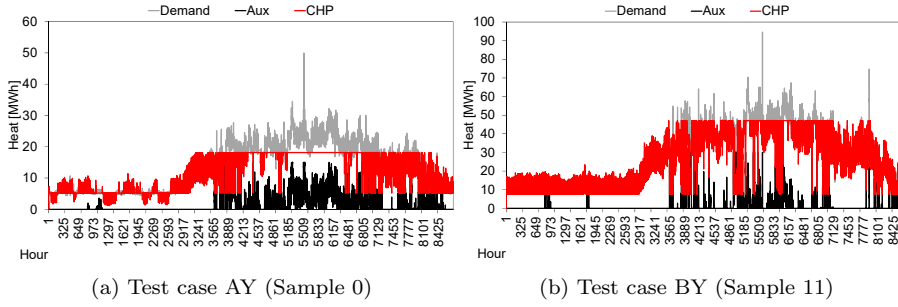 Demand Aux CHP
60
50
40
30
20
10
0
Heat [MWh]
1 325 649 973 1297 1621 1945 2269 2593 2917 3241 3565 3889 4213 4537 4861 5185 5509 5833 6157 6481 6805 7129 7453 7777 8101 8425
Hour
(a) Test case AY (Sample 0)
Demand Aux CHP
100
90
80
70
60
50
40
30
20
10
0
Heat [MWh]
1 325 649 973 1297 1621 1945 2269 2593 2917 3241 3565 3889 4213 4537 4861 5185 5509 5833 6157 6481 6805 7129 7453 7777 8101 8425
Hour
(b) Test case BY (Sample 11)